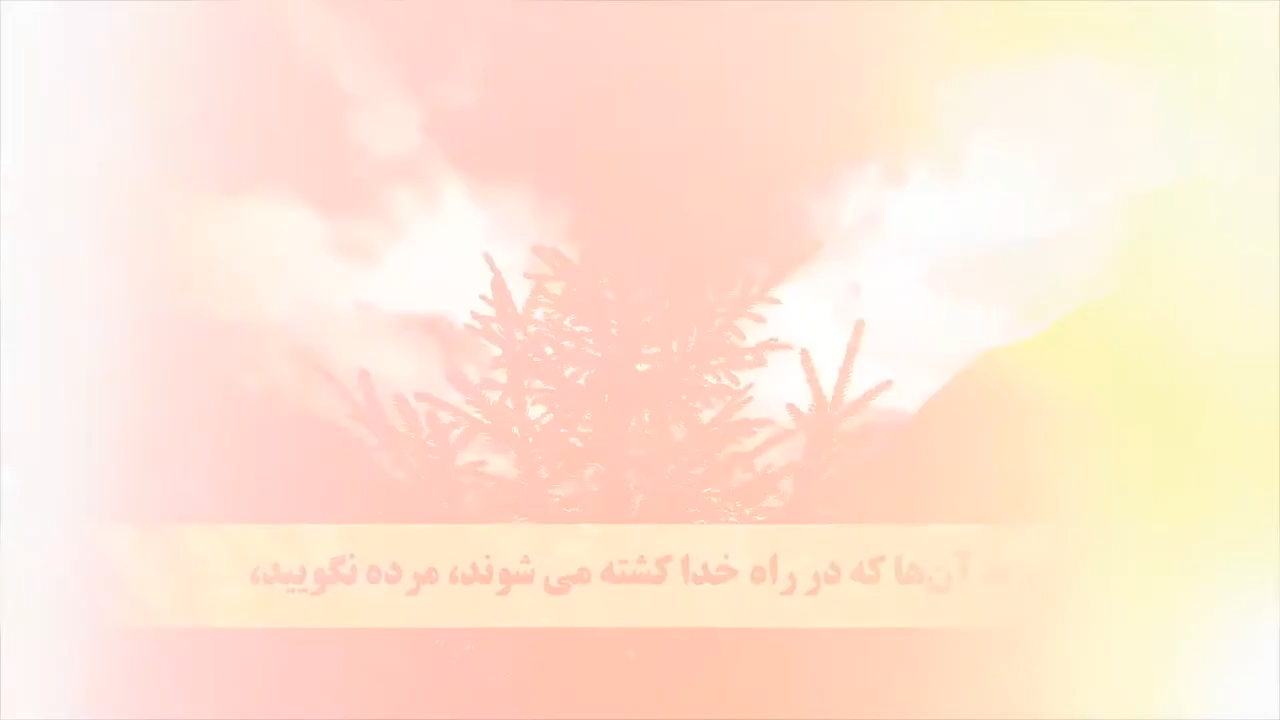 آن‌ها که در راه خدا کشته می شوند، مرده نگویید،